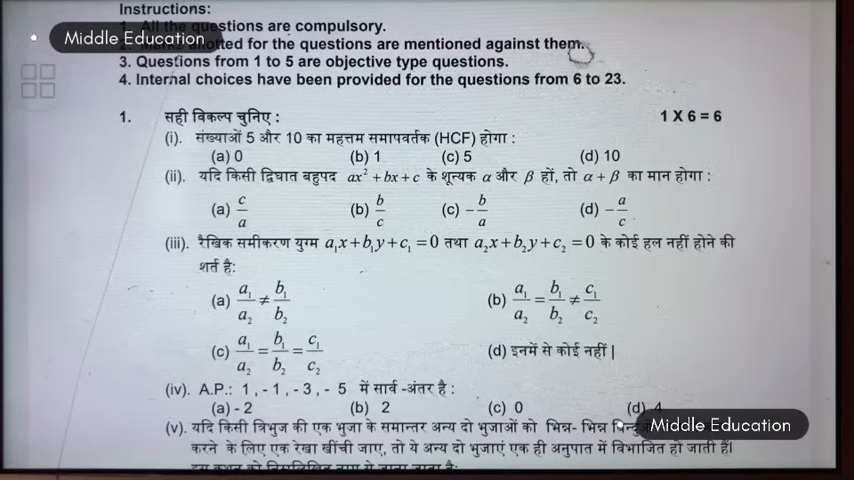 Instructions:
1. All the questions are compulsory.
Middle Education
allotted for the questions are mentioned against them.
3. Questions from 1 to 5 are objective type questions.
4. Internal choices have been provided for the questions from 6 to 23.
1. सही विकल्प चुनिए : 1 X 6 = 6
(i). संख्याओं 5 और 10 का महत्तम समापवर्तक (HCF) होगा :
(a) 0 (b) 1 (c) 5 (d) 10
(ii). यदि किसी द्विघात बहुपद ax² + bx + c के शून्यक α और β हों, तो α + β का मान होगा :
(a) c/a (b) b/c (c) -b/a (d) -a/c
(iii). रैखिक समीकरण युग्म a₁x + b₁y + c₁ = 0 तथा a₂x + b₂y + c₂ = 0 के कोई हल नहीं होने की
शर्त है:
(a) a₁/a₂ ≠ b₁/b₂ (b) a₁/a₂ = b₁/b₂ ≠ c₁/c₂
(c) a₁/a₂ = b₁/b₂ = c₁/c₂ (d) इनमें से कोई नहीं |
(iv). A.P.: 1, -1, -3, - 5 में सार्व -अंतर है :
(a) - 2 (b) 2 (c) 0 (d) 4
(v). यदि किसी त्रिभुज की एक भुजा के समान्तर अन्य दो भुजाओं को भिन्न- भिन्न
Middle Education
करने के लिए एक रेखा खींची जाए, तो ये अन्य दो भुजाएं एक ही अनुपात में विभाजित हो जाती हैं।